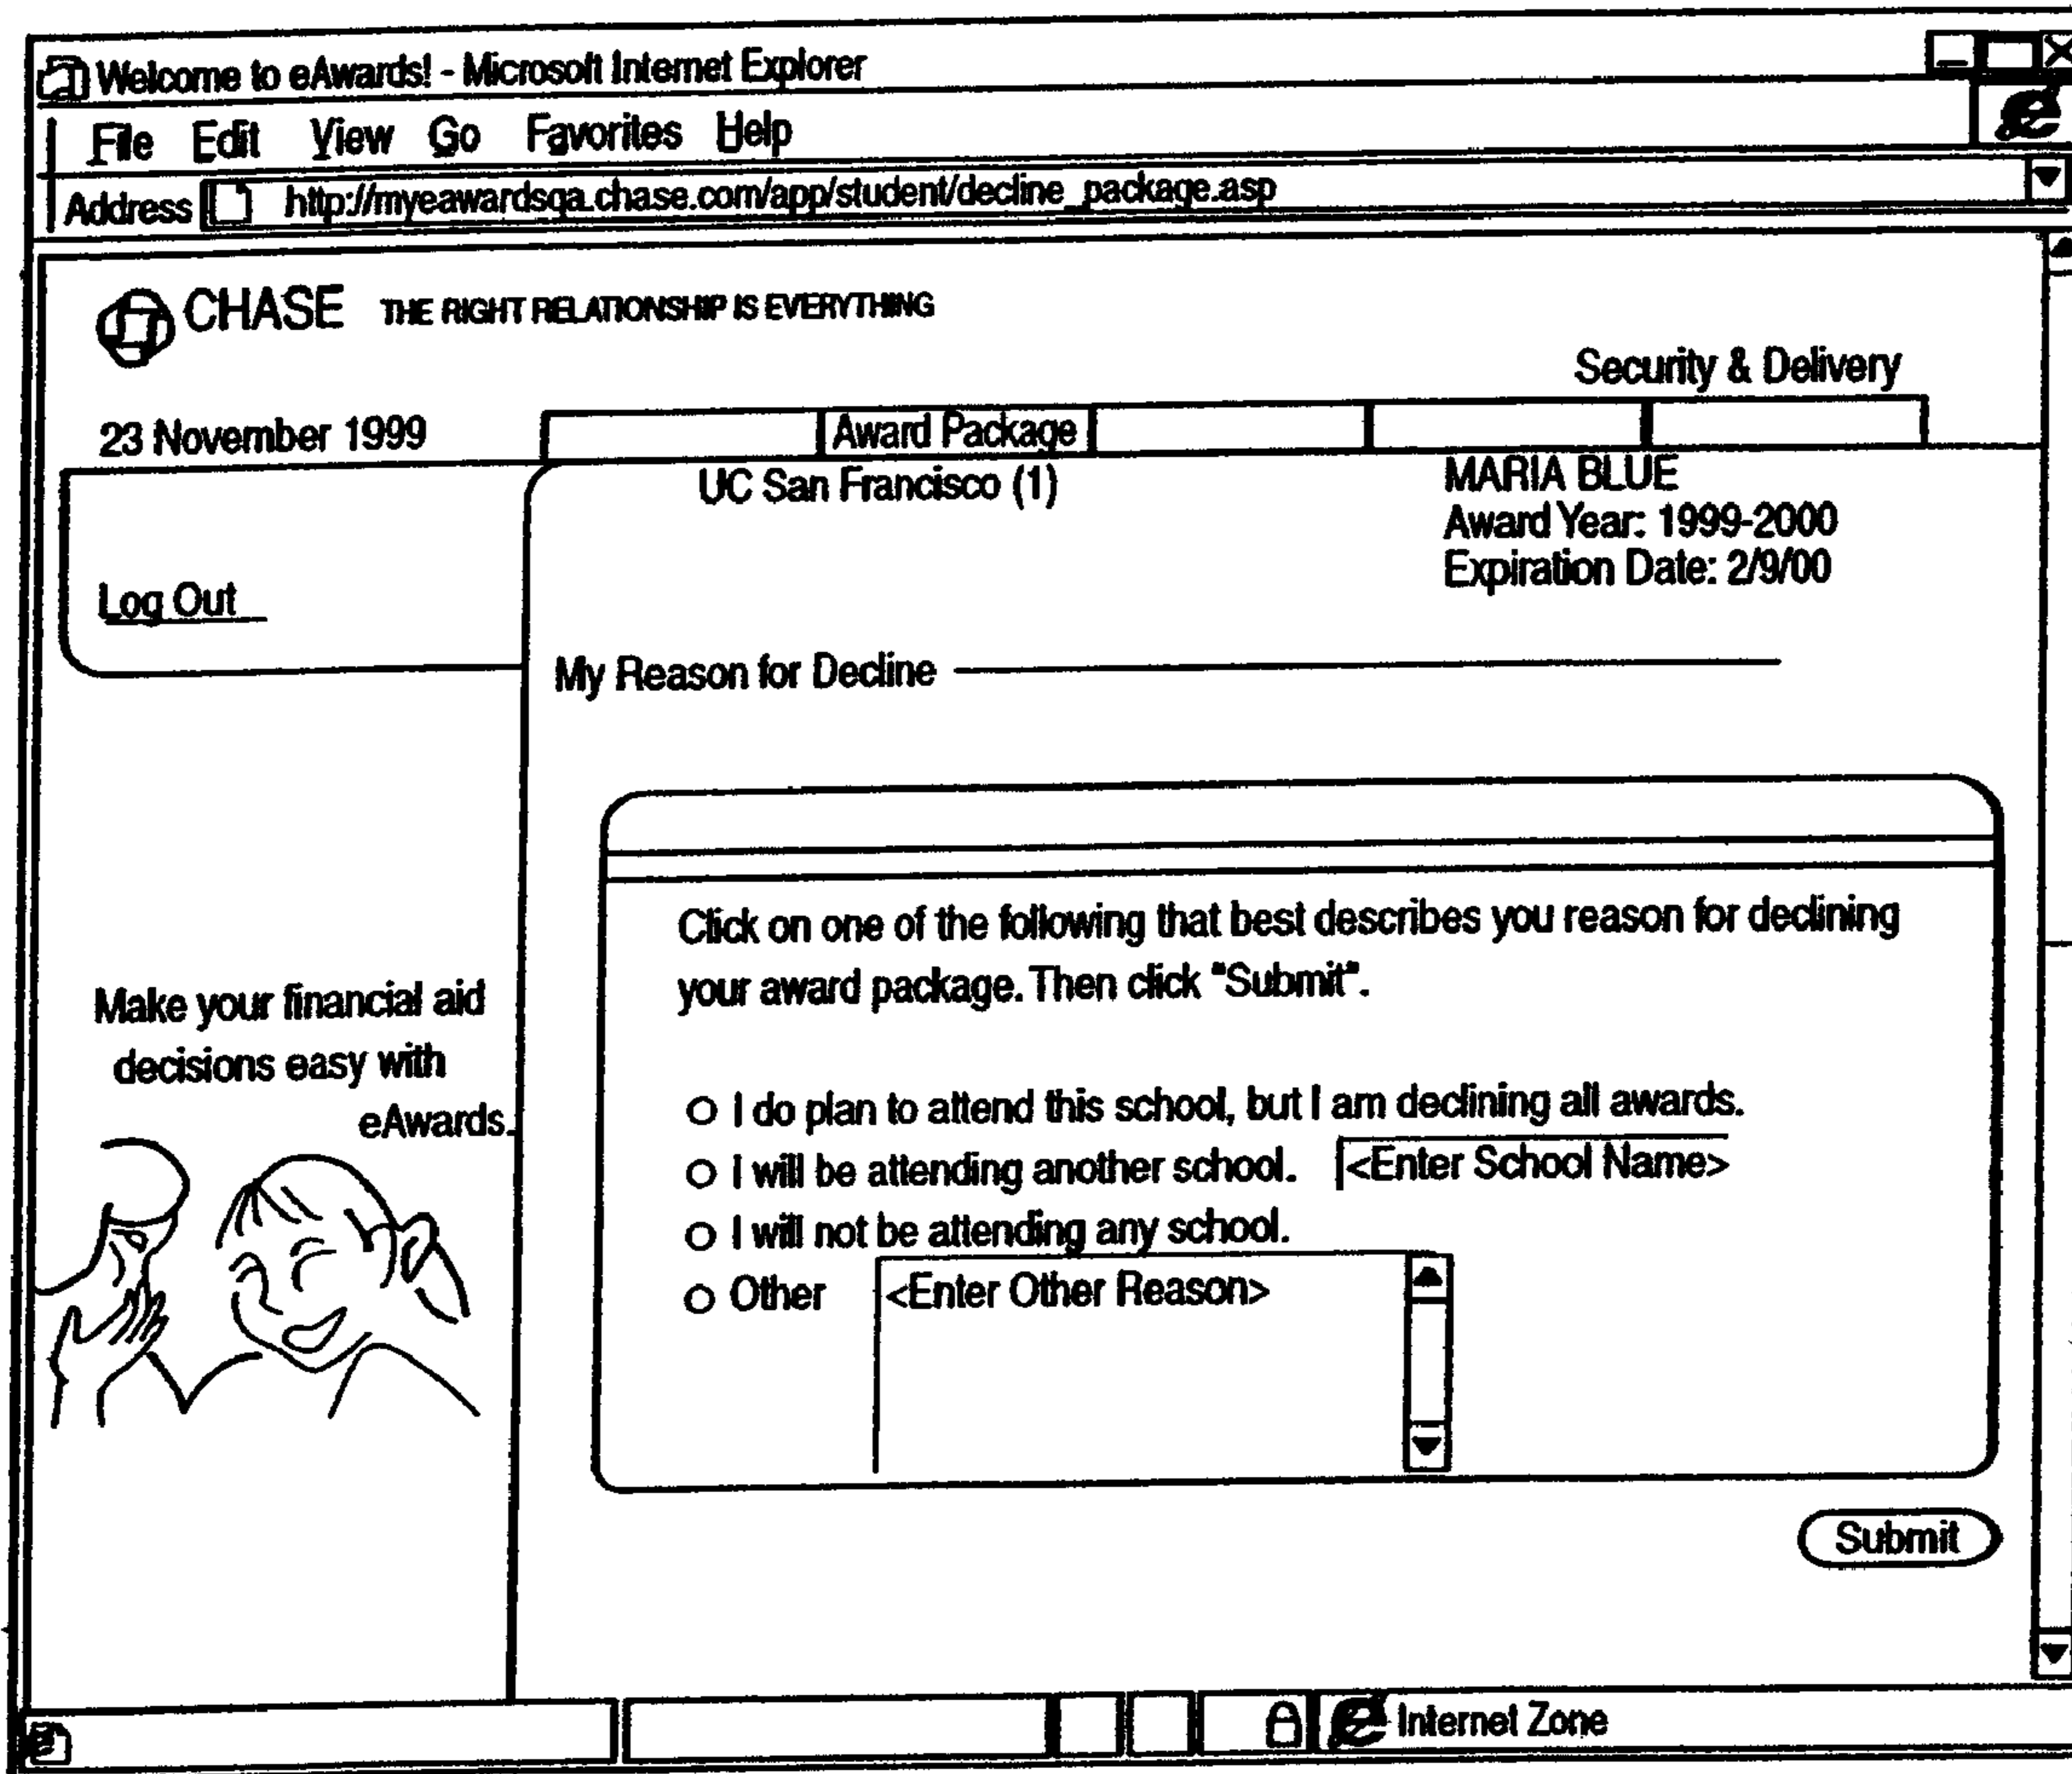 Welcome to eAwards! - Microsoft Internet Explorer
File Edit View Go Favorites Help
Address http://myeawardsqa.chase.com/app/student/decline_package.asp
CHASE THE RIGHT RELATIONSHIP IS EVERYTHING
Security & Delivery
23 November 1999
Award Package
UC San Francisco (1)
MARIA BLUE
Award Year: 1999-2000
Expiration Date: 2/9/00
Log Out
My Reason for Decline
Click on one of the following that best describes you reason for declining
your award package. Then click "Submit".
Make your financial aid
decisions easy with
eAwards.
I do plan to attend this school, but I am declining all awards.
I will be attending another school. <Enter School Name>
I will not be attending any school.
Other <Enter Other Reason>
Submit
Internet Zone